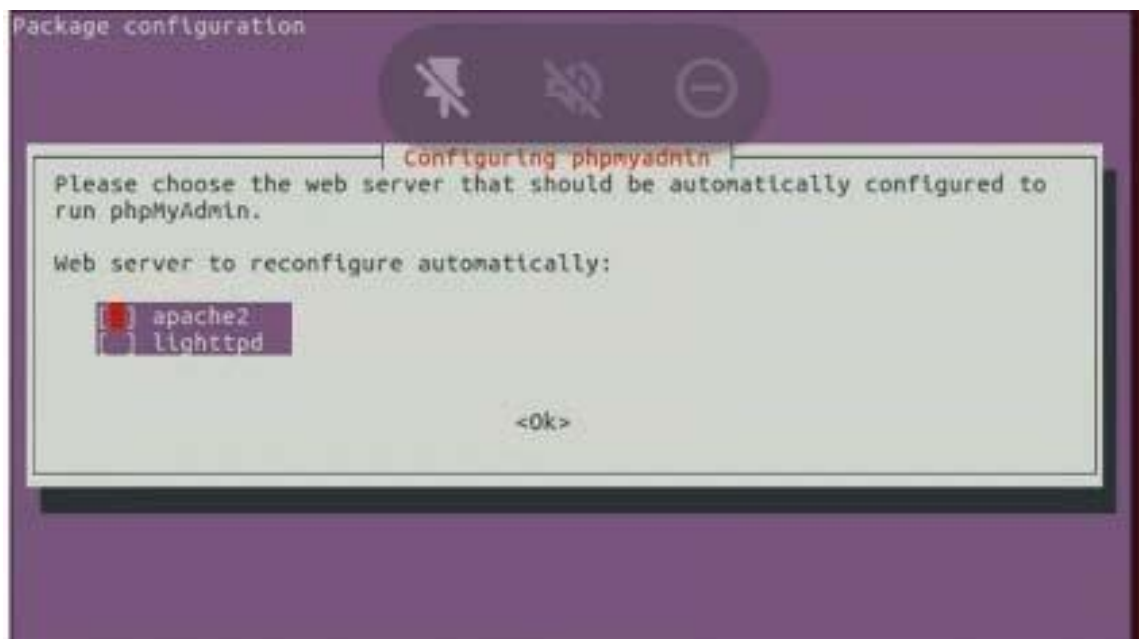 Package configuration
Configuring phpmyadmin
Please choose the web server that should be automatically configured to
run phpMyAdmin.
Web server to reconfigure automatically:
[ ] apache2
[ ] lighttpd
<Ok>